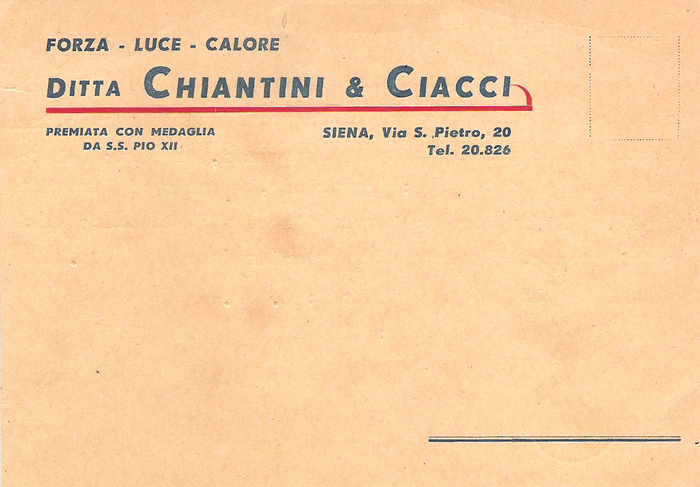 FORZA - LUCE - CALORE
DITTA CHIANTINI & CIACCI
PREMIATA CON MEDAGLIA
DA S.S. PIO XII
SIENA, Via S. Pietro, 20
Tel. 20.826